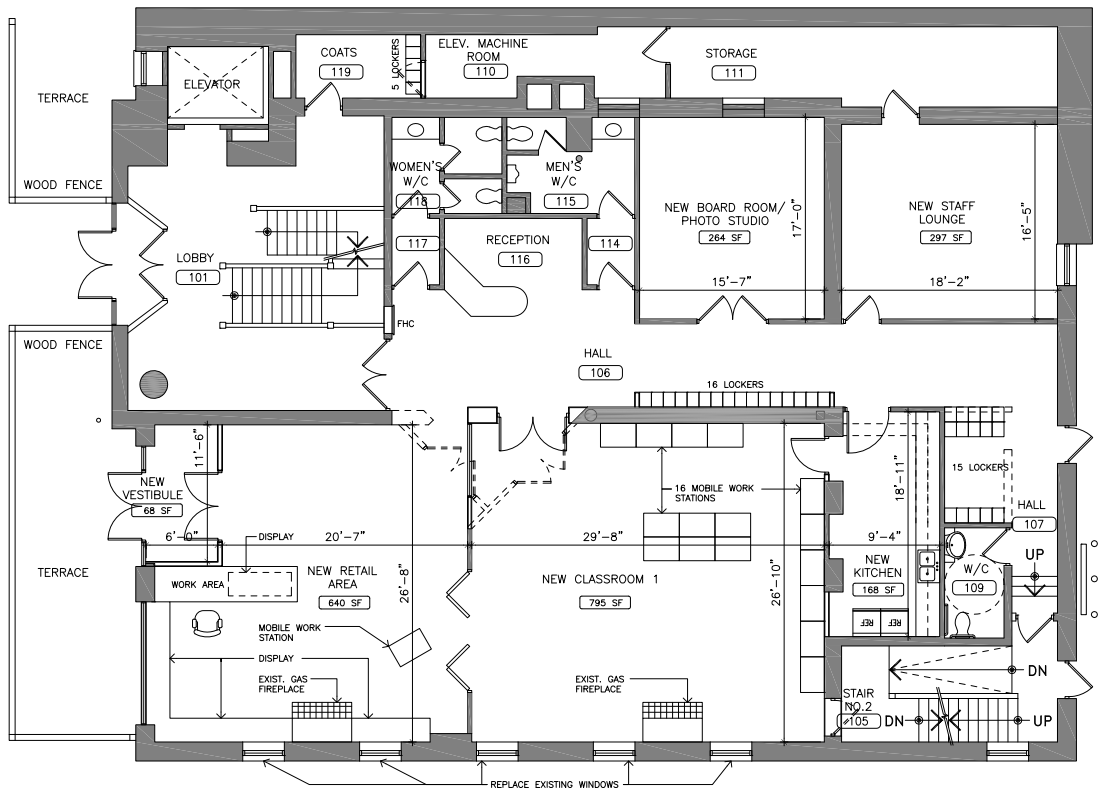 COATS
119
5 LOCKERS
ELEV. MACHINE
ROOM
110
STORAGE
111
ELEVATOR
TERRACE
WOOD FENCE
WOMEN'S
W/C
118
MEN'S
W/C
115
NEW BOARD ROOM/
PHOTO STUDIO
264 SF
17'-0"
15'-7"
NEW STAFF
LOUNGE
297 SF
16'-5"
18'-2"
LOBBY
101
117
RECEPTION
116
114
FHC
WOOD FENCE
HALL
106
16 LOCKERS
11'-6"
NEW
VESTIBULE
68 SF
6'-0"
DISPLAY
20'-7"
16 MOBILE WORK
STATIONS
29'-8"
18'-11"
9'-4"
15 LOCKERS
HALL
107
UP
TERRACE
WORK AREA
NEW RETAIL
AREA
640 SF
26'-8"
NEW CLASSROOM 1
795 SF
26'-10"
NEW
KITCHEN
168 SF
REF
REF
W/C
109
MOBILE WORK
STATION
DISPLAY
EXIST. GAS
FIREPLACE
EXIST. GAS
FIREPLACE
STAIR
NO.2
105
DN
DN
UP
REPLACE EXISTING WINDOWS